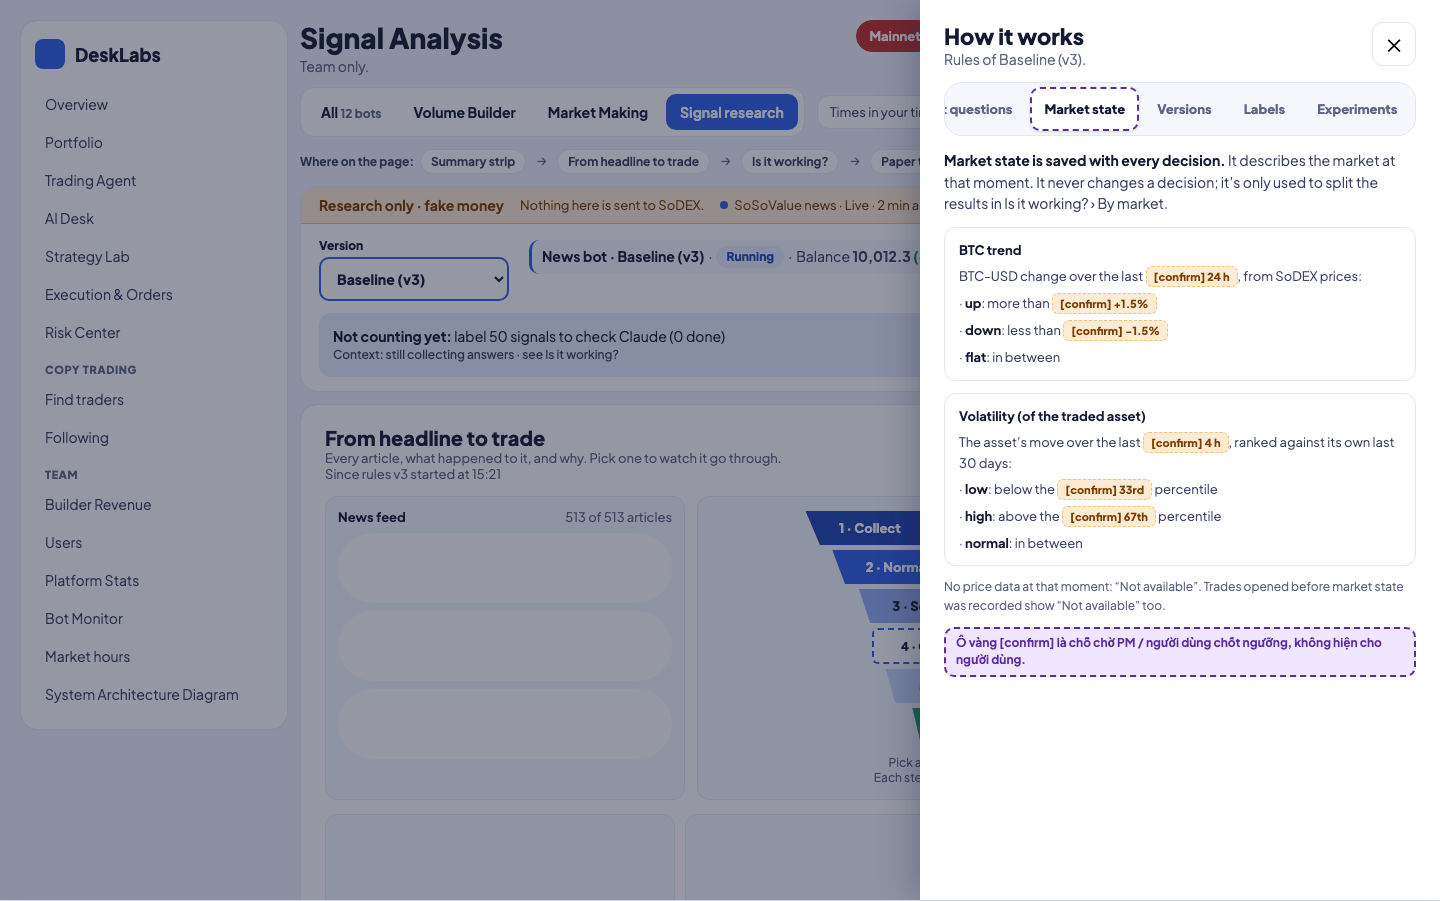 DeskLabs
Overview
Portfolio
Trading Agent
AI Desk
Strategy Lab
Execution & Orders
Risk Center
COPY TRADING
Find traders
Following
TEAM
Builder Revenue
Users
Platform Stats
Bot Monitor
Market hours
System Architecture Diagram
Signal Analysis
Mainnet
Team only.
All 12 bots
Volume Builder
Market Making
Signal research
Times in your
Where on the page:
Summary strip
→
From headline to trade
→
Is it working?
→
Paper
Research only · fake money
Nothing here is sent to SoDEX.
SoSoValue news · Live · 2 min
Version
Baseline (v3)
News bot · Baseline (v3) · Running · Balance 10,012.3
Not counting yet: label 50 signals to check Claude (0 done)
Context: still collecting answers · see Is it working?
From headline to trade
Every article, what happened to it, and why. Pick one to watch it go through.
Since rules v3 started at 15:21
News feed
513 of 513 articles
1 · Collect
2 ·
3 ·
4 ·
Pick
Each
How it works
Rules of Baseline (v3).
questions
Market state
Versions
Labels
Experiments
Market state is saved with every decision. It describes the market at
that moment. It never changes a decision; it's only used to split the
results in Is it working? › By market.
BTC trend
BTC-USD change over the last [confirm] 24 h, from SoDEX prices:
· up: more than [confirm] +1.5%
· down: less than [confirm] −1.5%
· flat: in between
Volatility (of the traded asset)
The asset's move over the last [confirm] 4 h, ranked against its own last
30 days:
· low: below the [confirm] 33rd percentile
· high: above the [confirm] 67th percentile
· normal: in between
No price data at that moment: "Not available". Trades opened before market state
was recorded show "Not available" too.
Ô vàng [confirm] là chỗ chờ PM / người dùng chốt ngưỡng, không hiện cho
người dùng.